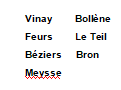 Vinay Bollène
Feurs Le Teil
Béziers Bron
Meysse